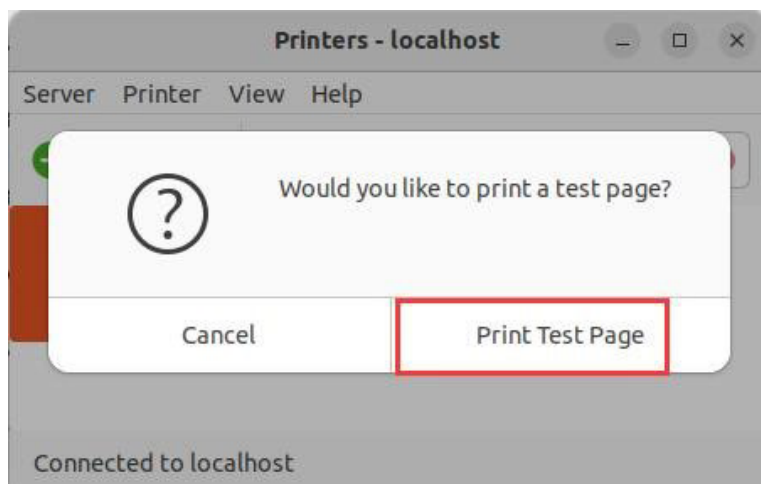 Printers - localhost
Server Printer View Help
Would you like to print a test page?
Cancel Print Test Page
Connected to localhost